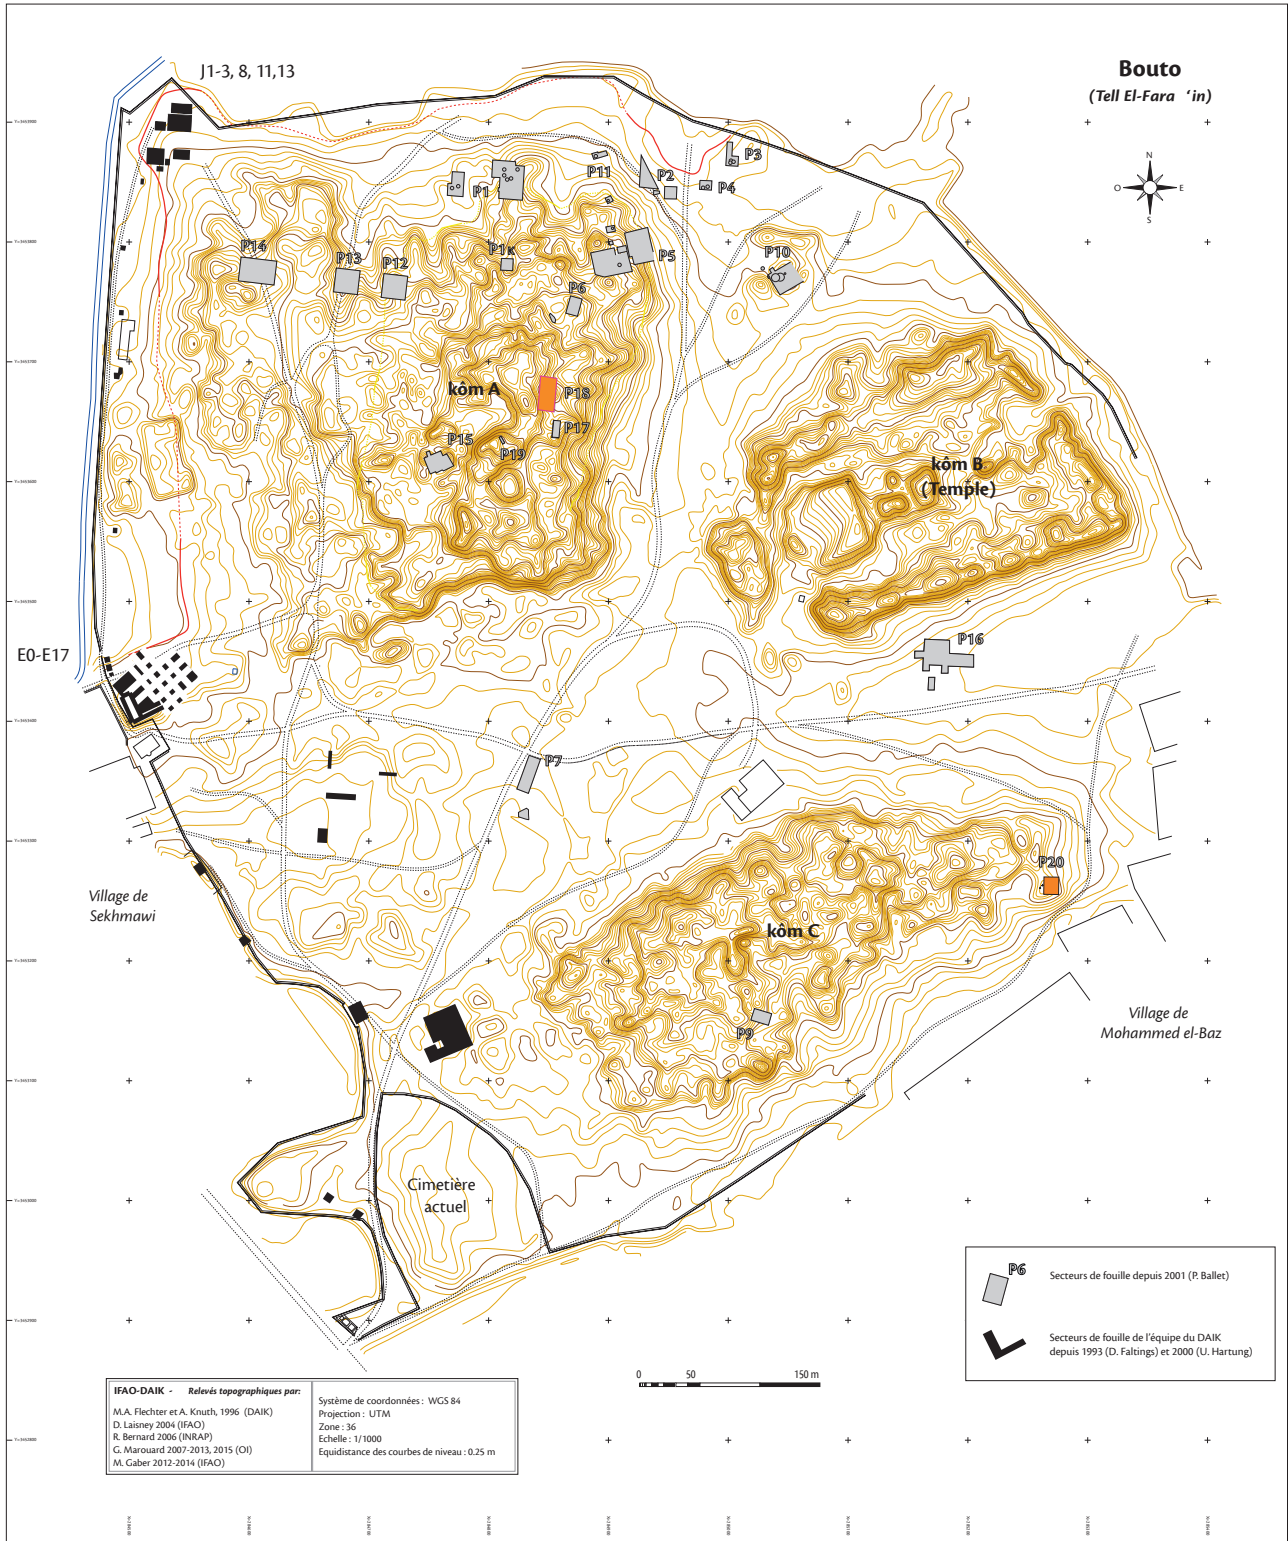 Bouto
(Tell El-Fara ‘in)
J1-3, 8, 11,13
N
O
E
S
P3
P11
P2
P4
P1
P14
P13
P12
P1K
P5
P10
P6
kôm A
P18
P17
P15
P19
kôm B
(Temple)
E0-E17
P16
P7
P20
Village de
Sekhmawi
kôm C
P9
Village de
Mohammed el-Baz
Cimetière
actuel
P6
Secteurs de fouille depuis 2001 (P. Ballet)
Secteurs de fouille de l'équipe du DAIK
depuis 1993 (D. Faltings) et 2000 (U. Hartung)
0
50
150 m
IFAO-DAIK - Relevés topographiques par:
M.A. Flechter et A. Knuth, 1996 (DAIK)
D. Laisney 2004 (IFAO)
R. Bernard 2006 (INRAP)
G. Marouard 2007-2013, 2015 (OI)
M. Gaber 2012-2014 (IFAO)
Système de coordonnées : WGS 84
Projection : UTM
Zone : 36
Echelle : 1/1000
Equidistance des courbes de niveau : 0.25 m